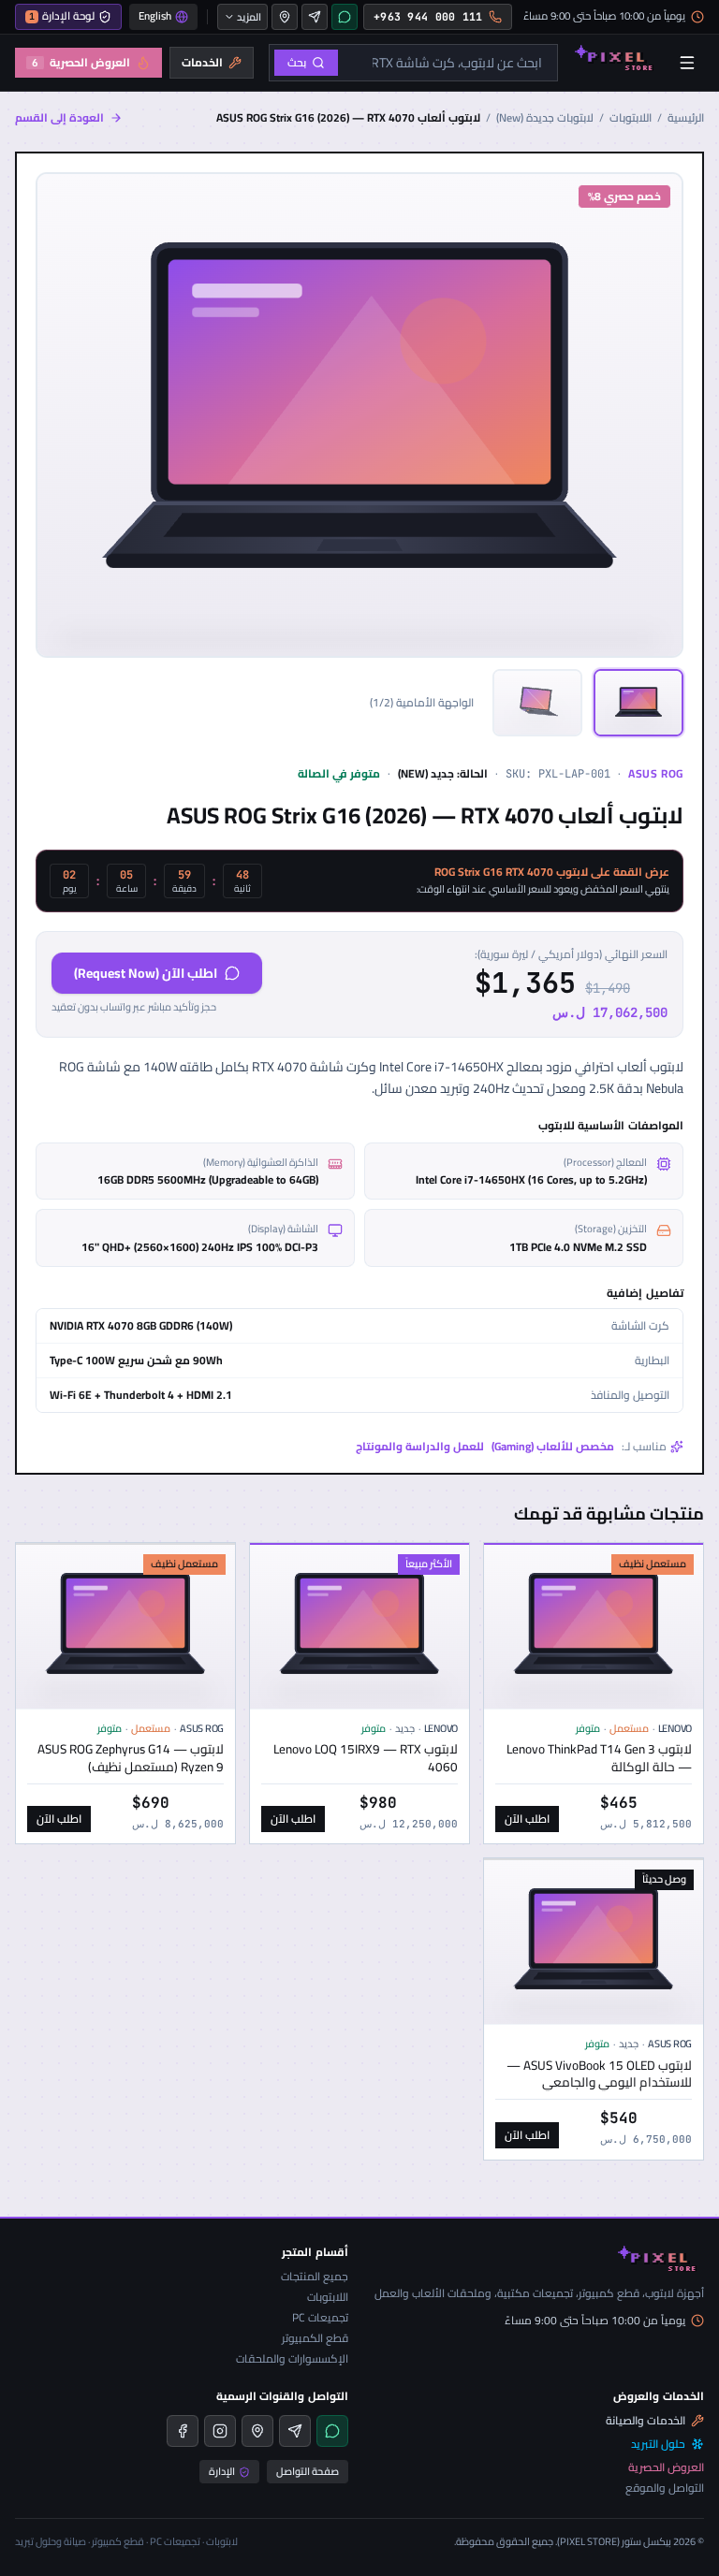 يومياً من 10:00 صباحاً حتى 9:00 مساءً
+963 944 000 111
المزيد
English
لوحة الإدارة 1
PIXEL
STORE
ابحث عن لابتوب، كرت شاشة RTX
بحث
الخدمات
العروض الحصرية 6
الرئيسية / اللابتوبات / لابتوبات جديدة (New) / لابتوب ألعاب ASUS ROG Strix G16 (2026) — RTX 4070
العودة إلى القسم
خصم حصري 8%
الواجهة الأمامية (1/2)
ASUS ROG · SKU: PXL-LAP-001 · الحالة: جديد (NEW) · متوفر في الصالة
لابتوب ألعاب ASUS ROG Strix G16 (2026) — RTX 4070
عرض القمة على لابتوب ROG Strix G16 RTX 4070
ينتهي السعر المخفض ويعود للسعر الأساسي عند انتهاء الوقت:
48 : 59 : 05 : 02
ثانية دقيقة ساعة يوم
السعر النهائي (دولار أمريكي / ليرة سورية):
$1,490 $1,365
17,062,500 ل.س
اطلب الآن (Request Now)
حجز وتأكيد مباشر عبر واتساب بدون تعقيد
لابتوب ألعاب احترافي مزود بمعالج Intel Core i7-14650HX وكرت شاشة RTX 4070 بكامل طاقته 140W مع شاشة ROG
Nebula بدقة 2.5K ومعدل تحديث 240Hz وتبريد معدن سائل.
المواصفات الأساسية للابتوب
المعالج (Processor)
Intel Core i7-14650HX (16 Cores, up to 5.2GHz)
الذاكرة العشوائية (Memory)
16GB DDR5 5600MHz (Upgradeable to 64GB)
التخزين (Storage)
1TB PCIe 4.0 NVMe M.2 SSD
الشاشة (Display)
16" QHD+ (2560×1600) 240Hz IPS 100% DCI-P3
تفاصيل إضافية
كرت الشاشة NVIDIA RTX 4070 8GB GDDR6 (140W)
البطارية 90Wh مع شحن سريع Type-C 100W
التوصيل والمنافذ Wi-Fi 6E + Thunderbolt 4 + HDMI 2.1
مناسب لـ: مخصص للألعاب (Gaming) للعمل والدراسة والمونتاج
منتجات مشابهة قد تهمك
مستعمل نظيف
LENOVO · مستعمل · متوفر
لابتوب Lenovo ThinkPad T14 Gen 3
— حالة الوكالة
$465
5,812,500 ل.س
اطلب الآن
الأكثر مبيعاً
LENOVO · جديد · متوفر
لابتوب Lenovo LOQ 15IRX9 — RTX
4060
$980
12,250,000 ل.س
اطلب الآن
مستعمل نظيف
ASUS ROG · مستعمل · متوفر
لابتوب ASUS ROG Zephyrus G14 —
Ryzen 9 (مستعمل نظيف)
$690
8,625,000 ل.س
اطلب الآن
وصل حديثاً
ASUS ROG · جديد · متوفر
لابتوب ASUS VivoBook 15 OLED —
للاستخدام اليومي والجامعي
$540
6,750,000 ل.س
اطلب الآن
PIXEL
STORE
أجهزة لابتوب، قطع كمبيوتر، تجميعات مكتبية، وملحقات الألعاب والعمل
يومياً من 10:00 صباحاً حتى 9:00 مساءً
أقسام المتجر
جميع المنتجات
اللابتوبات
تجميعات PC
قطع الكمبيوتر
الإكسسوارات والملحقات
الخدمات والعروض
الخدمات والصيانة
حلول التبريد
العروض الحصرية
التواصل والموقع
التواصل والقنوات الرسمية
صفحة التواصل
الإدارة
© 2026 بيكسل ستور (PIXEL STORE). جميع الحقوق محفوظة.
لابتوبات · تجميعات PC · قطع كمبيوتر · صيانة وحلول تبريد